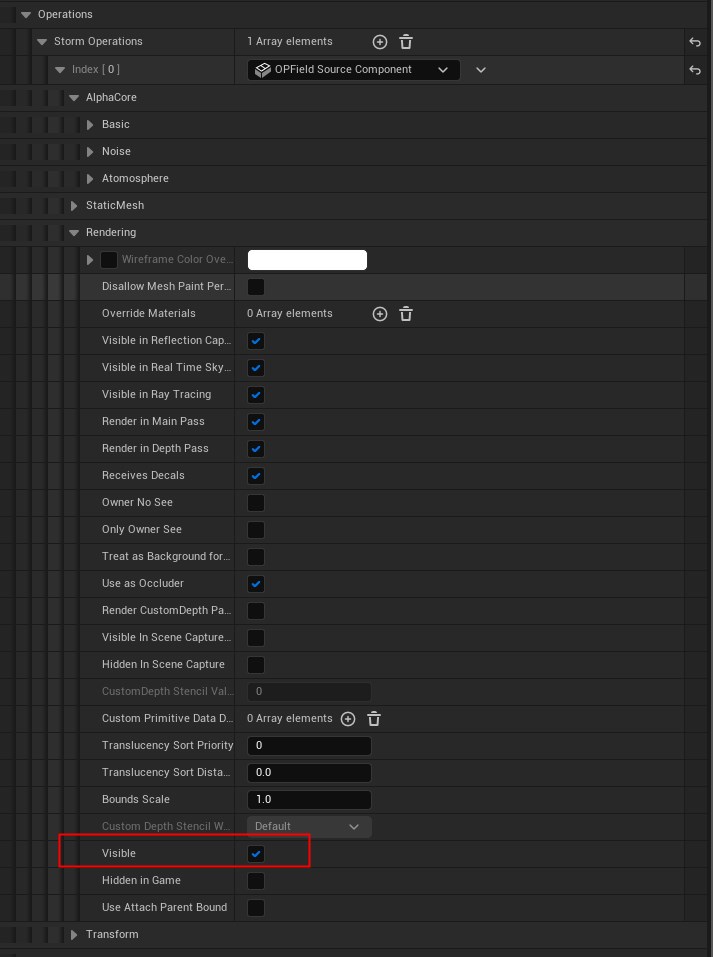 Operations
Storm Operations 1 Array elements
Index [ 0 ] OPField Source Component
AlphaCore
Basic
Noise
Atomosphere
StaticMesh
Rendering
Wireframe Color Ove...
Disallow Mesh Paint Per...
Override Materials 0 Array elements
Visible in Reflection Cap...
Visible in Real Time Sky...
Visible in Ray Tracing
Render in Main Pass
Render in Depth Pass
Receives Decals
Owner No See
Only Owner See
Treat as Background for...
Use as Occluder
Render CustomDepth Pa...
Visible In Scene Capture...
Hidden In Scene Capture
CustomDepth Stencil Val... 0
Custom Primitive Data D... 0 Array elements
Translucency Sort Priority 0
Translucency Sort Dista... 0.0
Bounds Scale 1.0
Custom Depth Stencil W... Default
Visible
Hidden in Game
Use Attach Parent Bound
Transform